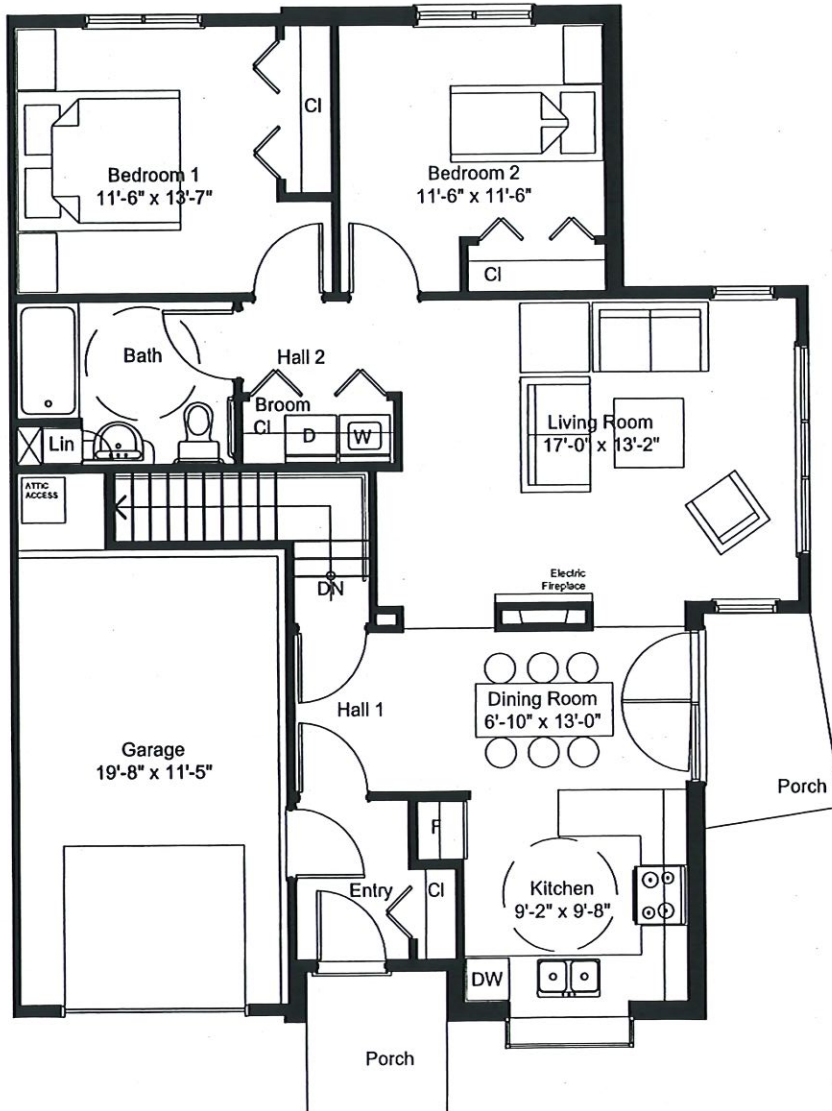 Cl
Bedroom 1
11'-6" x 13'-7"
Bedroom 2
11'-6" x 11'-6"
Cl
Bath
Hall 2
Broom
Cl
D
W
Living Room
17'-0" x 13'-2"
Lin
ATTIC
ACCESS
Electric
Fireplace
DN
Dining Room
6'-10" x 13'-0"
Hall 1
Garage
19'-8" x 11'-5"
Porch
F
Entry
Cl
Kitchen
9'-2" x 9'-8"
DW
Porch